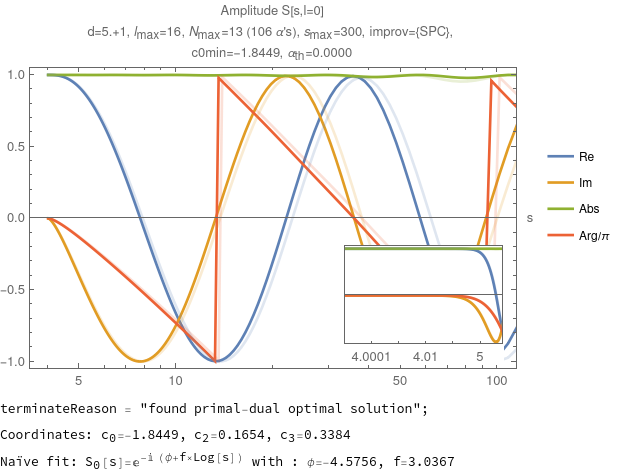 Amplitude S[s,l=0]
d=5.+1, lmax=16, Nmax=13 (106 α's), smax=300, improv={SPC},
c0min=-1.8449, αth=0.0000
1.0
0.5
0.0
-0.5
-1.0
5
10
50
100
s
4.0001
4.01
5
Re
Im
Abs
Arg/π
terminateReason = "found primal-dual optimal solution";
Coordinates: c0=-1.8449, c2=0.1654, c3=0.3384
Naïve fit: S0[s]=e^-i (ϕ+f×Log[s]) with : ϕ=-4.5756, f=3.0367